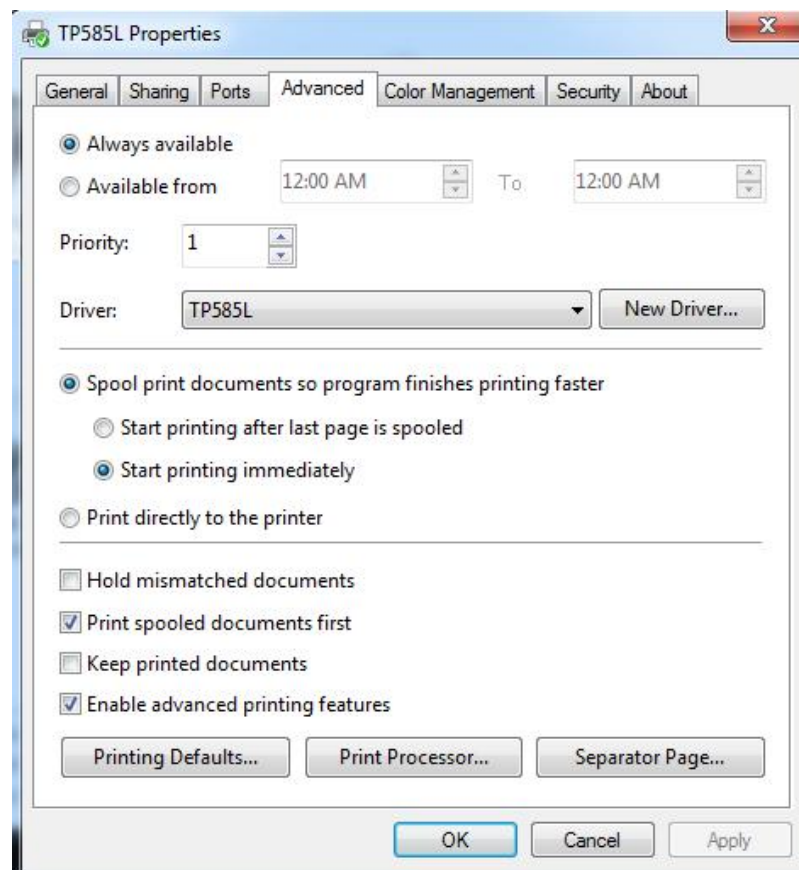 TP585L Properties
General Sharing Ports Advanced Color Management Security About
Always available
Available from 12:00 AM To 12:00 AM
Priority: 1
Driver: TP585L New Driver...
Spool print documents so program finishes printing faster
Start printing after last page is spooled
Start printing immediately
Print directly to the printer
Hold mismatched documents
Print spooled documents first
Keep printed documents
Enable advanced printing features
Printing Defaults... Print Processor... Separator Page...
OK Cancel Apply